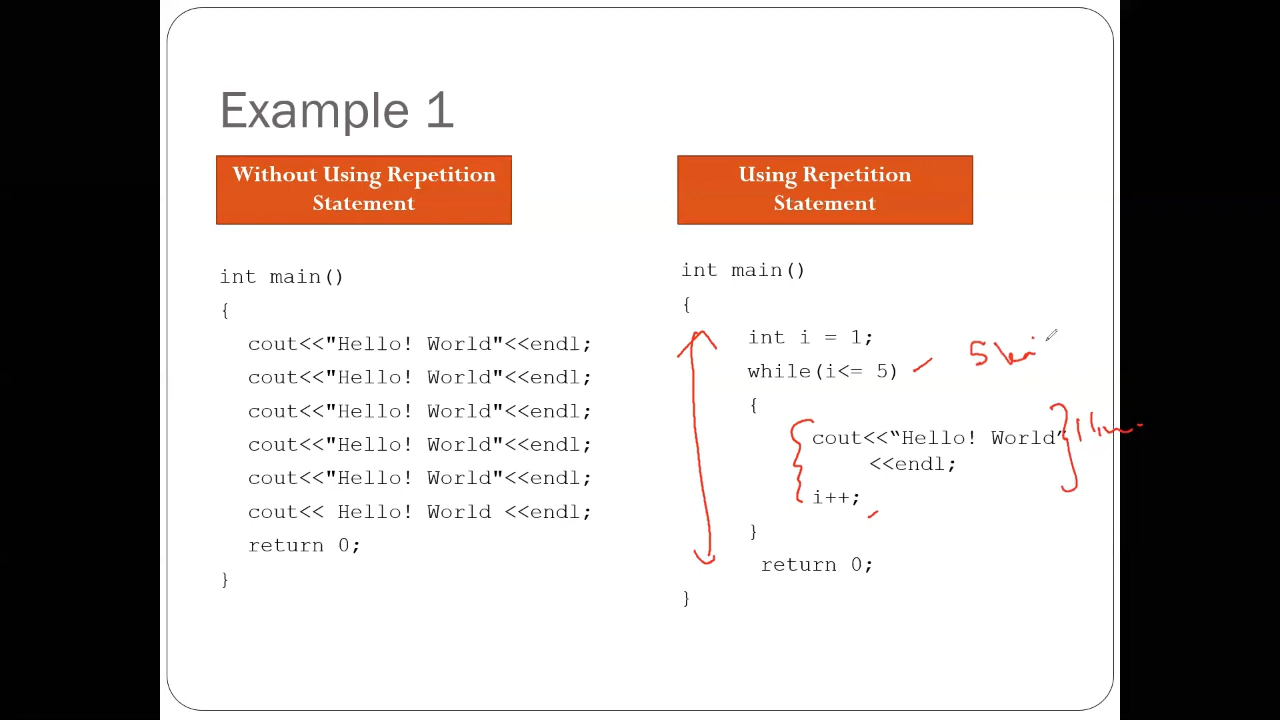 Example 1
Without Using Repetition
Statement
int main()
{
cout<<"Hello! World"<<endl;
cout<<"Hello! World"<<endl;
cout<<"Hello! World"<<endl;
cout<<"Hello! World"<<endl;
cout<<"Hello! World"<<endl;
cout<< Hello! World <<endl;
return 0;
}
Using Repetition
Statement
int main()
{
int i = 1;
while(i<= 5)
5
{
cout<<“Hello! World”
<<endl;
i++;
}
return 0;
}